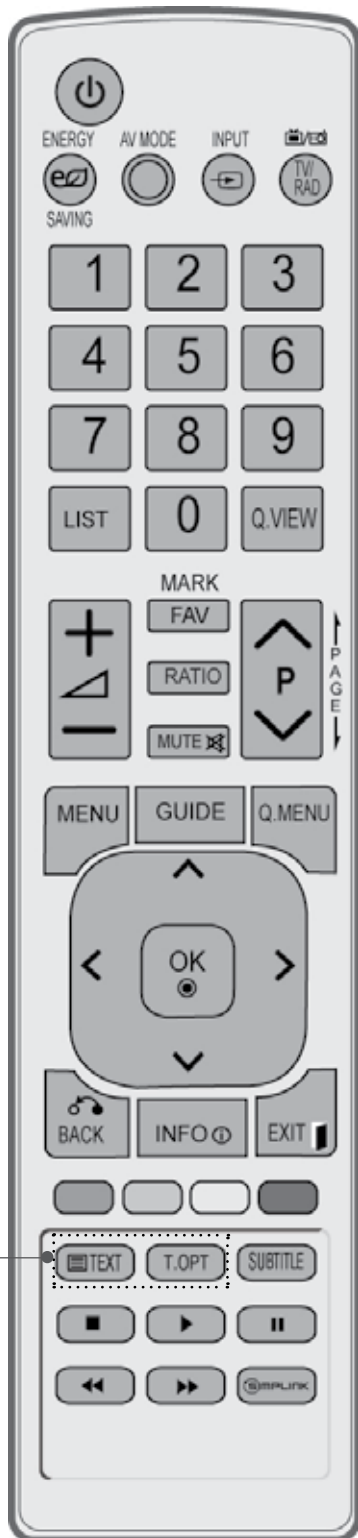 ENERGY AV MODE INPUT
TV/
RAD
SAVING
1 2 3
4 5 6
7 8 9
LIST 0 Q.VIEW
MARK
FAV
RATIO
P
PAGE
MUTE
MENU GUIDE Q.MENU
OK
BACK INFO EXIT
TEXT T.OPT SUBTITLE
SIMPLINK